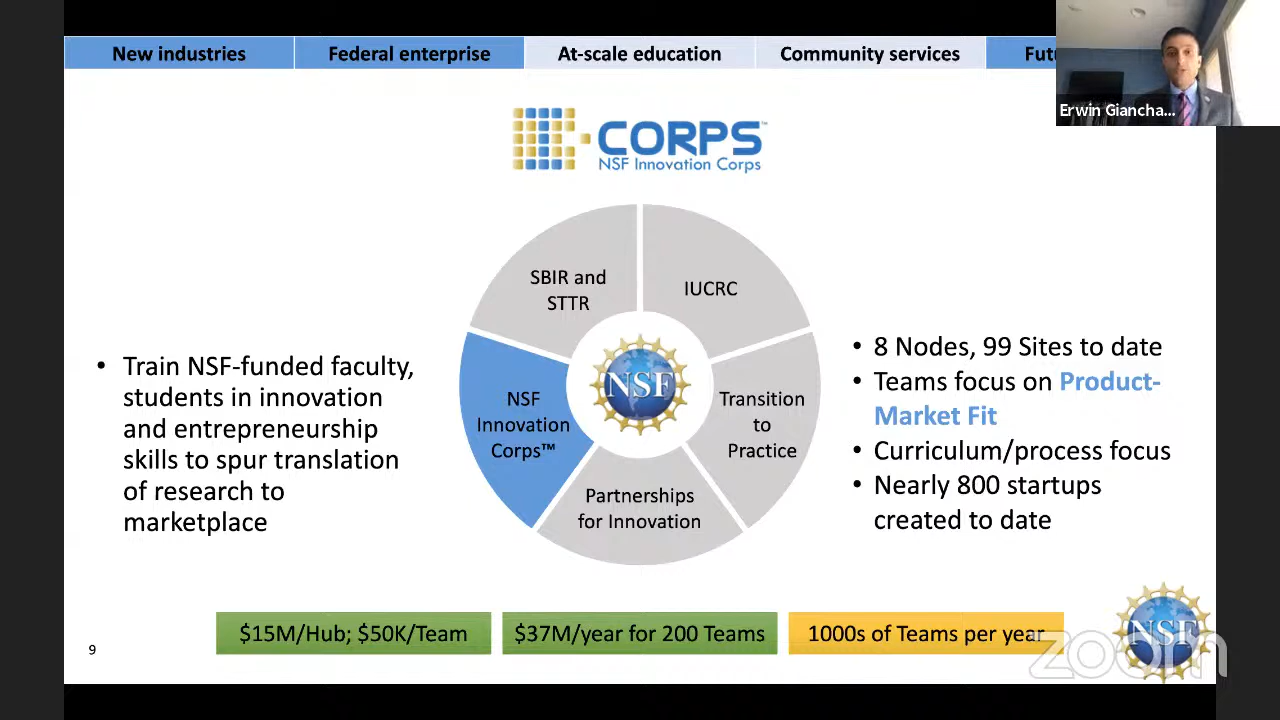 New industries
Federal enterprise
At-scale education
Community services
Erwin Giancha...
CORPS™
NSF Innovation Corps
SBIR and
STTR
IUCRC
• Train NSF-funded faculty,
students in innovation
and entrepreneurship
skills to spur translation
of research to
marketplace
NSF
NSF
Innovation
Corps™
Transition
to
Practice
Partnerships
for Innovation
• 8 Nodes, 99 Sites to date
• Teams focus on Product-
Market Fit
• Curriculum/process focus
• Nearly 800 startups
created to date
$15M/Hub; $50K/Team
$37M/year for 200 Teams
1000s of Teams per year
9
NSF
zoom